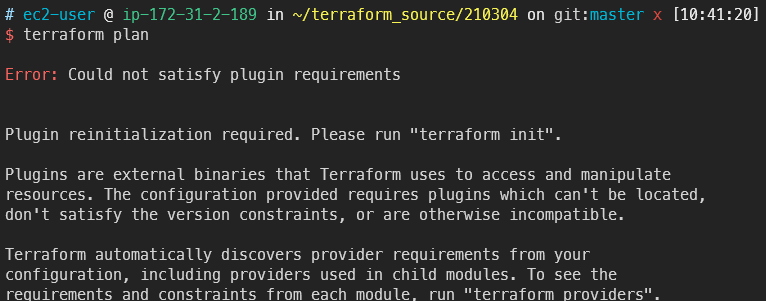 # ec2-user @ ip-172-31-2-189 in ~/terraform_source/210304 on git:master x [10:41:20]
$ terraform plan
Error: Could not satisfy plugin requirements
Plugin reinitialization required. Please run "terraform init".
Plugins are external binaries that Terraform uses to access and manipulate
resources. The configuration provided requires plugins which can't be located,
don't satisfy the version constraints, or are otherwise incompatible.
Terraform automatically discovers provider requirements from your
configuration, including providers used in child modules. To see the
requirements and constraints from each module, run "terraform providers".